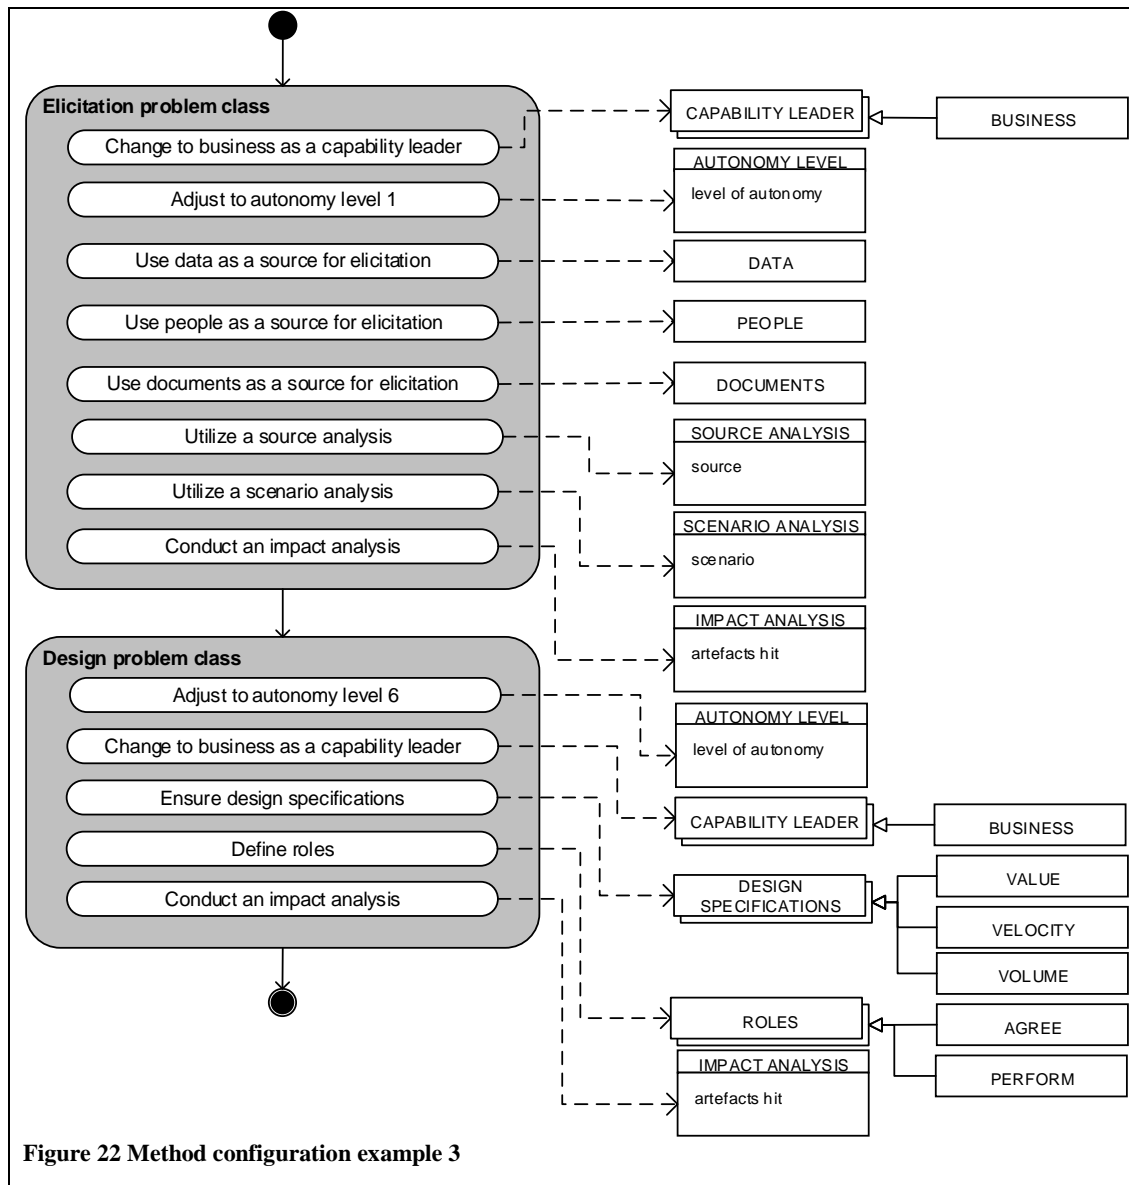 Elicitation problem class
Change to business as a capability leader
Adjust to autonomy level 1
Use data as a source for elicitation
Use people as a source for elicitation
Use documents as a source for elicitation
Utilize a source analysis
Utilize a scenario analysis
Conduct an impact analysis
CAPABILITY LEADER
BUSINESS
AUTONOMY LEVEL
level of autonomy
DATA
PEOPLE
DOCUMENTS
SOURCE ANALYSIS
source
SCENARIO ANALYSIS
scenario
IMPACT ANALYSIS
artefacts hit
Design problem class
Adjust to autonomy level 6
Change to business as a capability leader
Ensure design specifications
Define roles
Conduct an impact analysis
AUTONOMY LEVEL
level of autonomy
CAPABILITY LEADER
BUSINESS
DESIGN
SPECIFICATIONS
VALUE
VELOCITY
VOLUME
ROLES
AGREE
PERFORM
IMPACT ANALYSIS
artefacts hit
Figure 22 Method configuration example 3